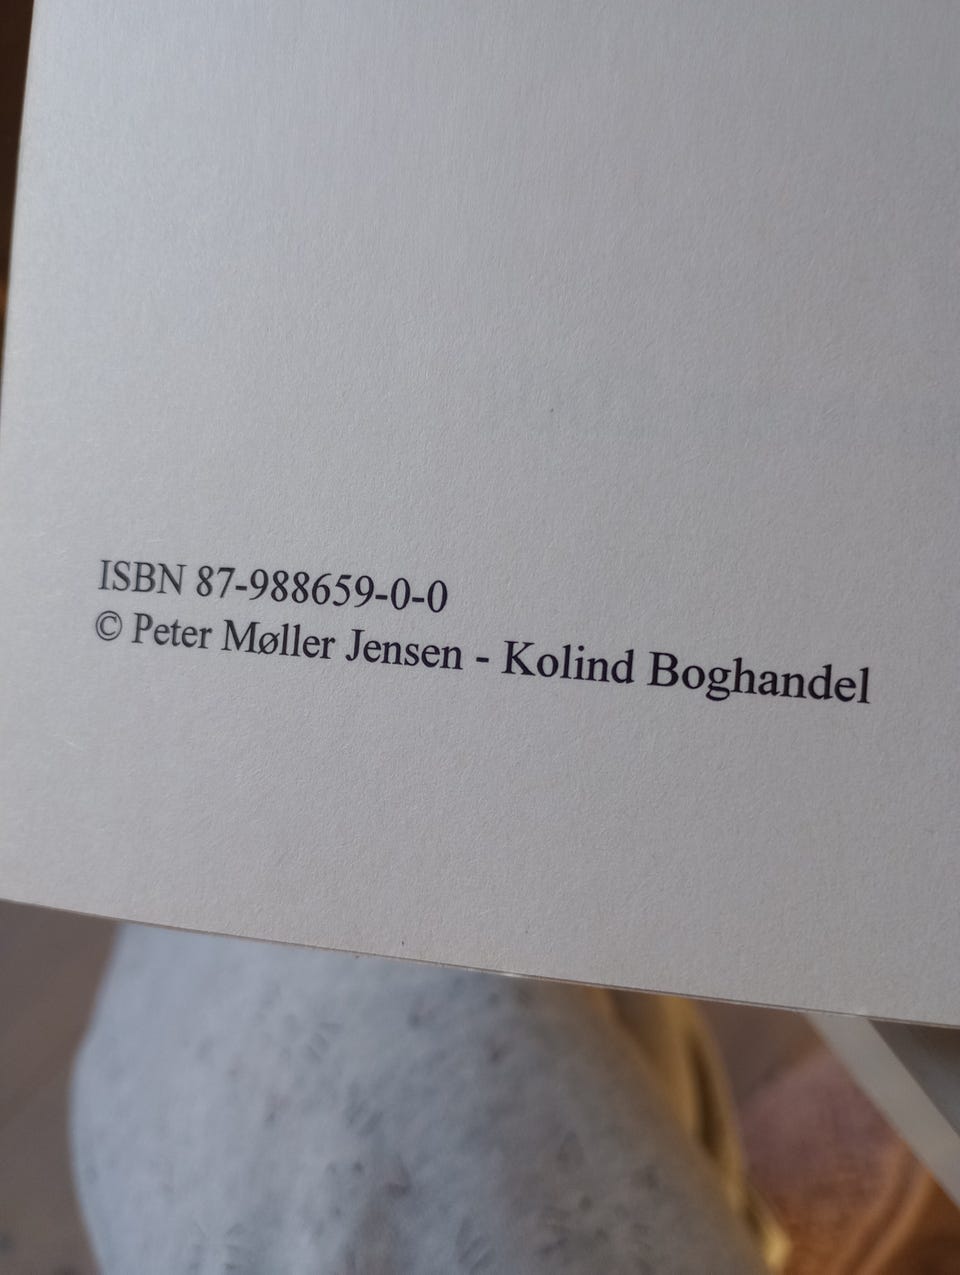 ISBN 87-988659-0-0
© Peter Møller Jensen - Kolind Boghandel